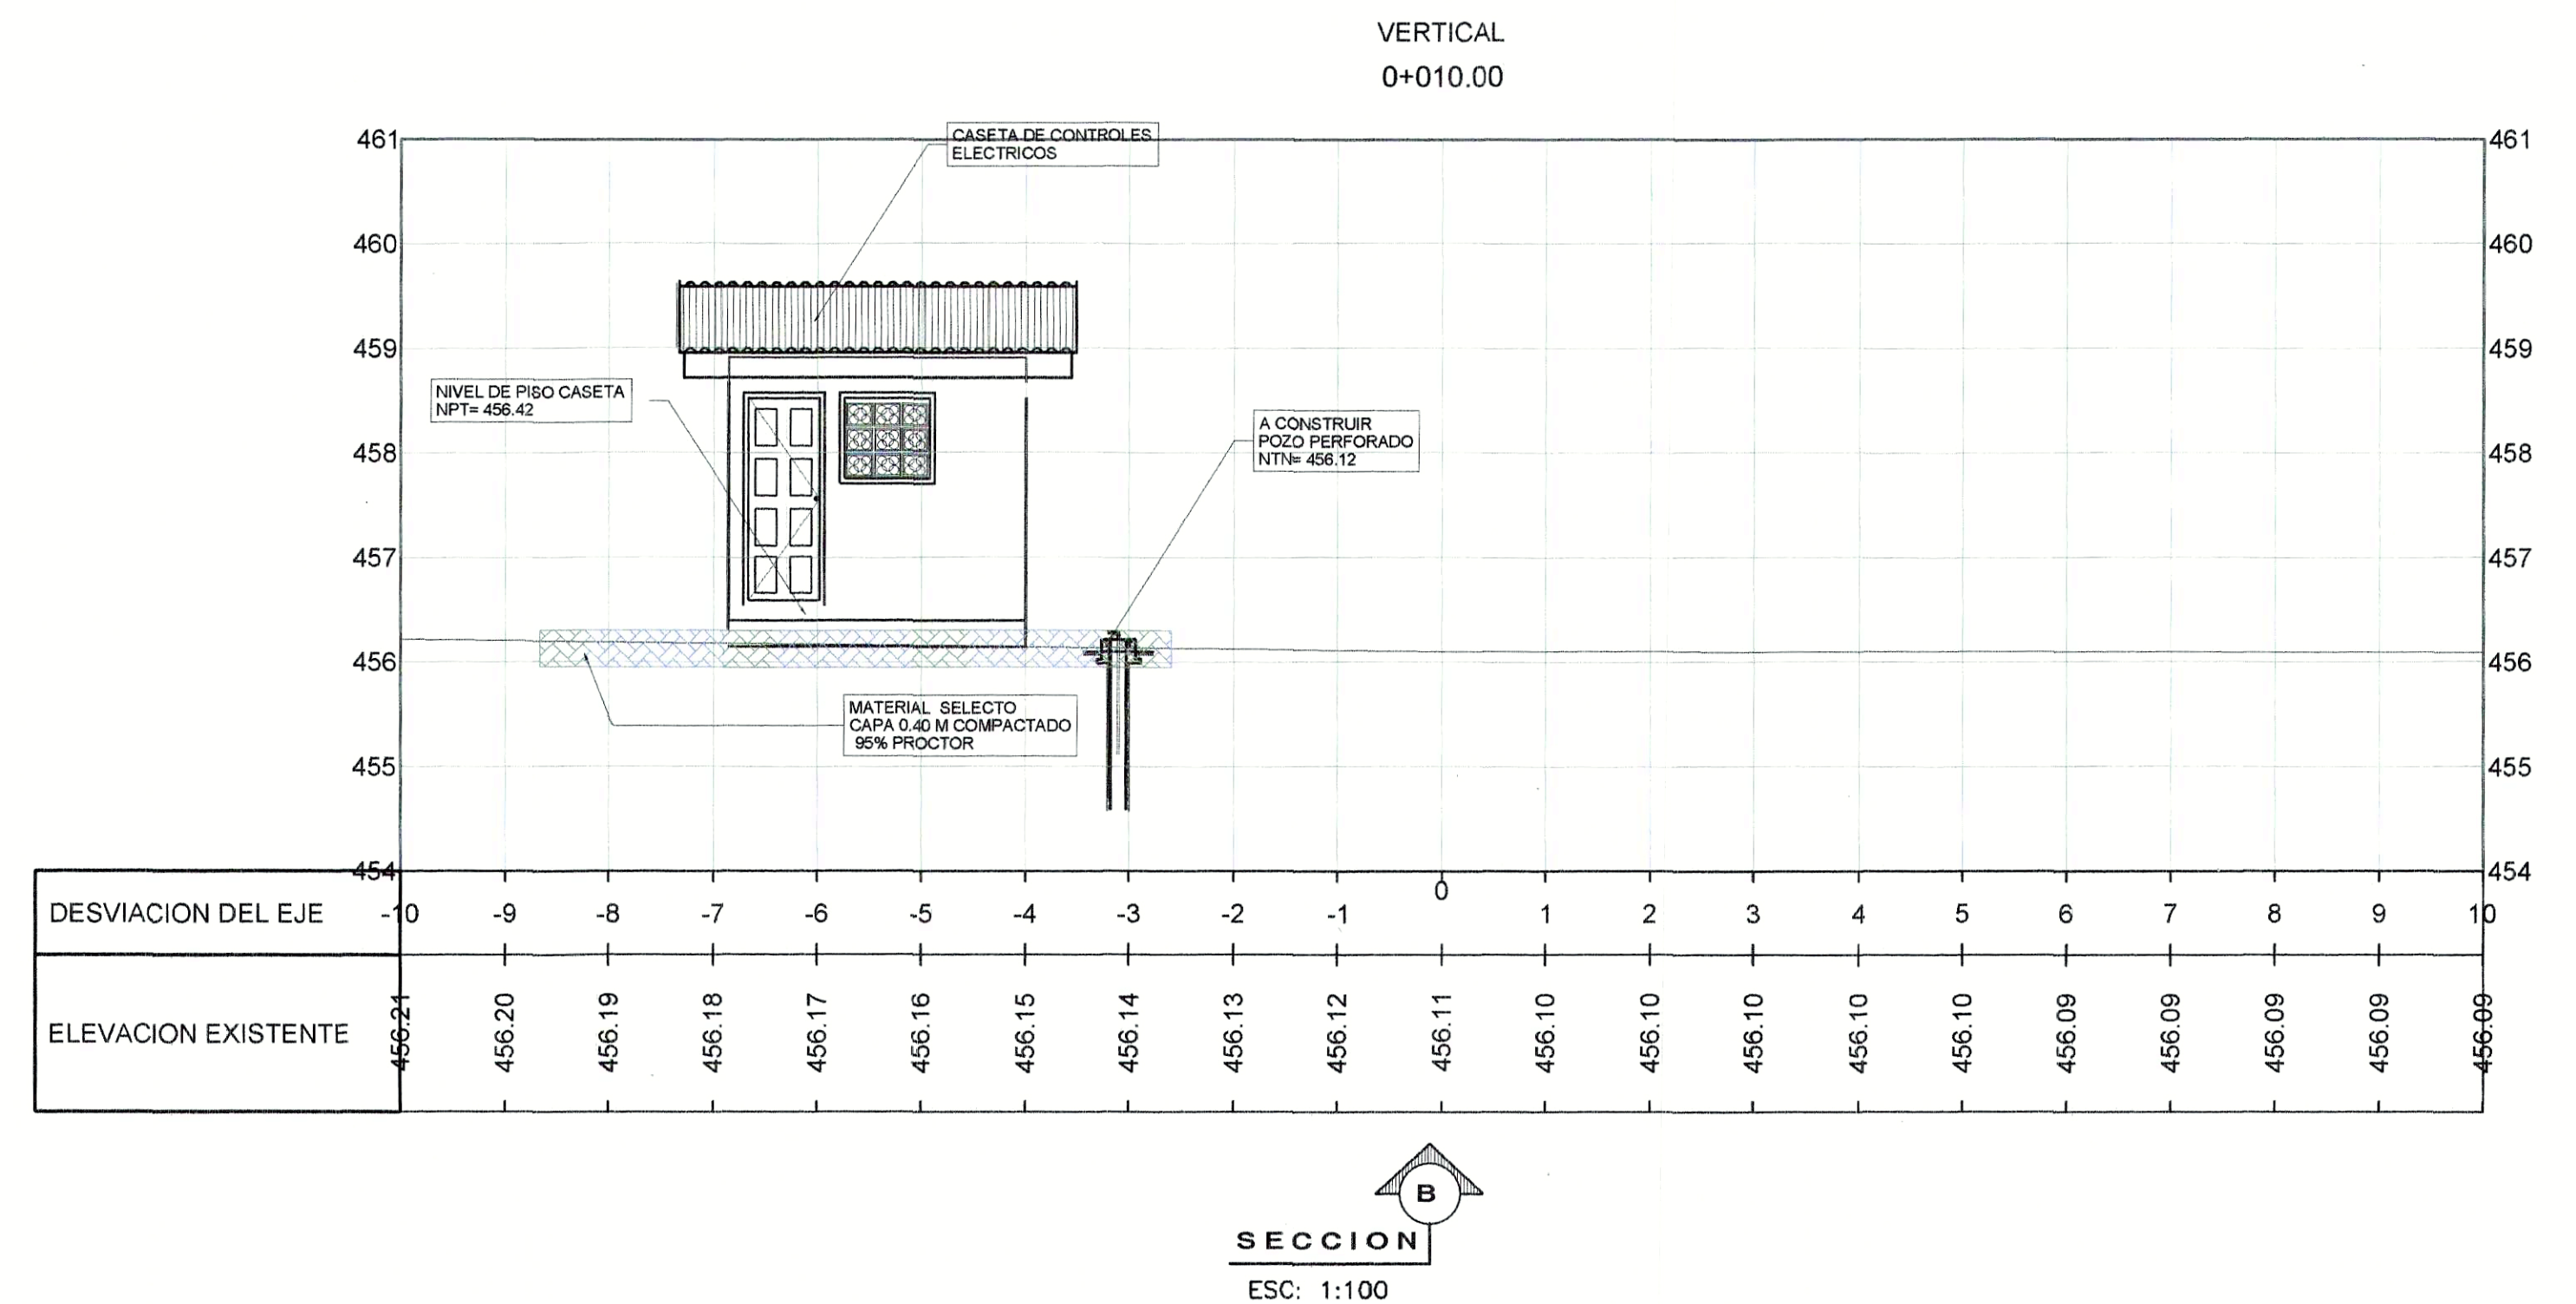 VERTICAL
0+010.00
461
461
CASETA DE CONTROLES
ELECTRICOS
460
460
459
459
NIVEL DE PISO CASETA
NPT= 456.42
A CONSTRUIR
POZO PERFORADO
NTN= 456.12
458
458
457
457
456
456
MATERIAL SELECTO
CAPA 0.40 M COMPACTADO
95% PROCTOR
455
455
454
454
DESVIACION DEL EJE -10 -9 -8 -7 -6 -5 -4 -3 -2 -1 0 1 2 3 4 5 6 7 8 9 10
ELEVACION EXISTENTE 456.21 456.20 456.19 456.18 456.17 456.16 456.15 456.14 456.13 456.12 456.11 456.10 456.10 456.10 456.10 456.10 456.09 456.09 456.09 456.09 456.09
B
SECCION
ESC: 1:100